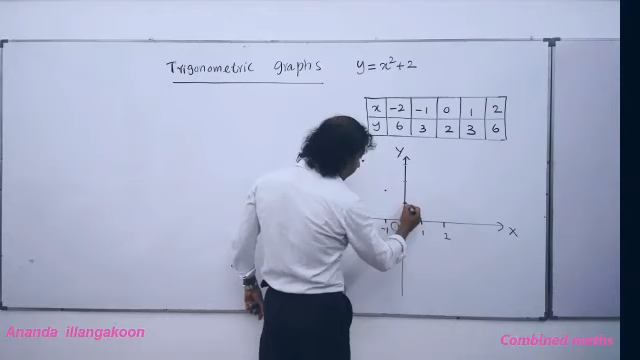 Trigonometric graphs y = x² + 2
x -2 -1 0 1 2
y 6 3 2 3 6
Y
-1 0 1 2 X
Ananda illangakoon
Combined maths